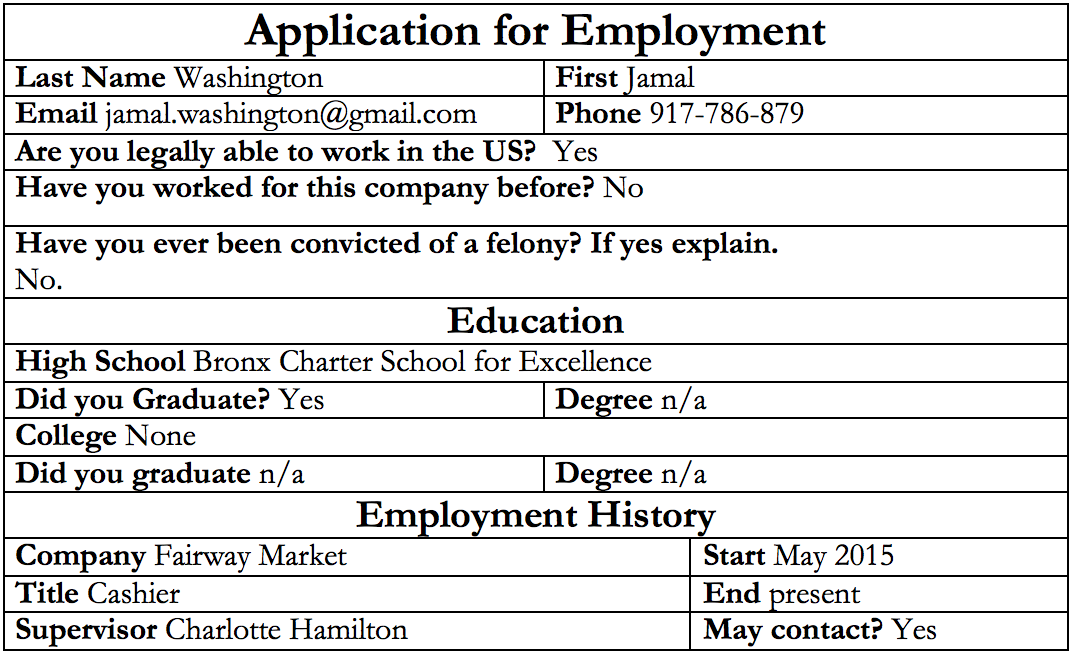 Application for Employment
Last Name Washington First Jamal
Email jamal.washington@gmail.com Phone 917-786-879
Are you legally able to work in the US? Yes
Have you worked for this company before? No
Have you ever been convicted of a felony? If yes explain.
No.
Education
High School Bronx Charter School for Excellence
Did you Graduate? Yes Degree n/a
College None
Did you graduate n/a Degree n/a
Employment History
Company Fairway Market Start May 2015
Title Cashier End present
Supervisor Charlotte Hamilton May contact? Yes